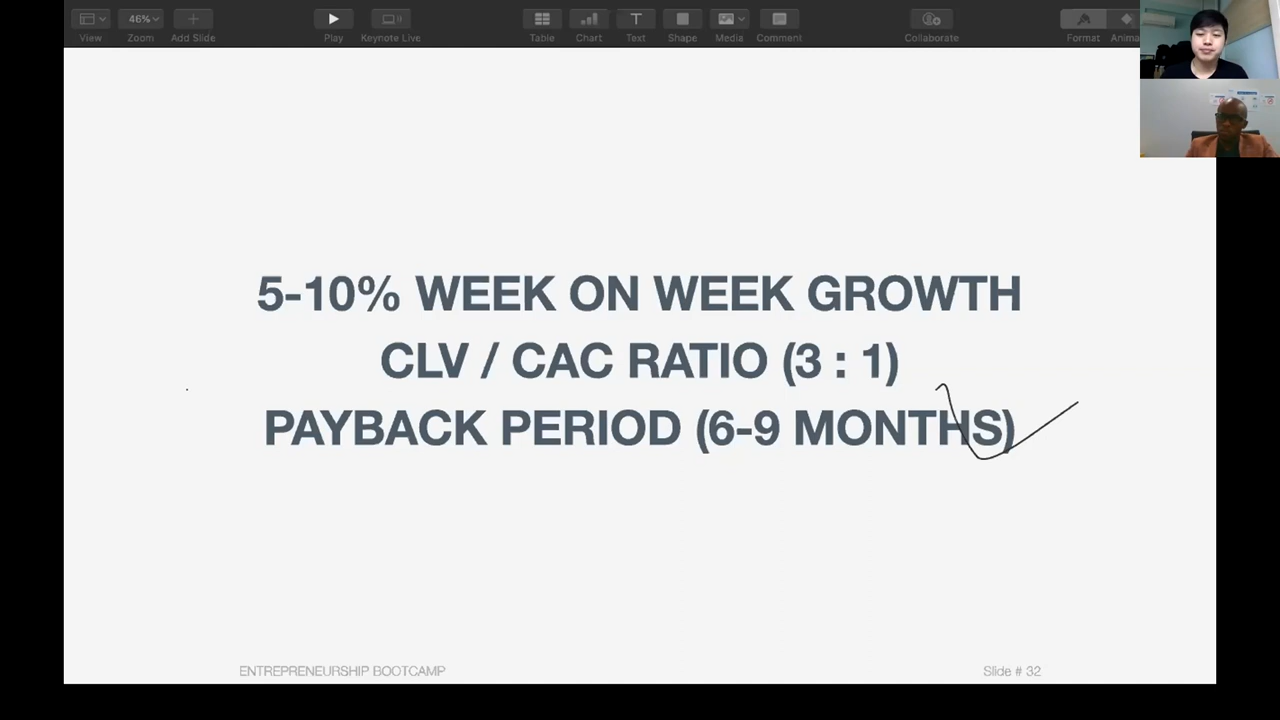 46%
View
Zoom
Add Slide
Play
Keynote Live
Table
Chart
Text
Shape
Media
Comment
Collaborate
Format
Anima
5-10% WEEK ON WEEK GROWTH
CLV / CAC RATIO (3 : 1)
PAYBACK PERIOD (6-9 MONTHS)
ENTREPRENEURSHIP BOOTCAMP
Slide # 32